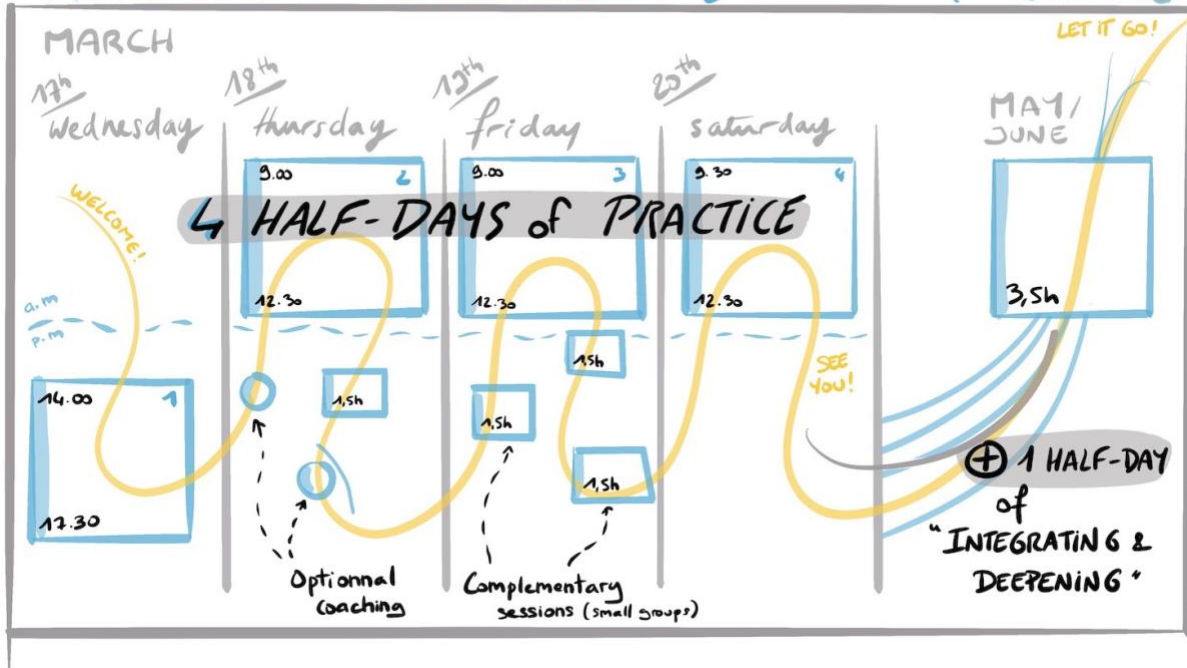 MARCH
17th
wednesday
18th
thursday
19th
friday
20th
saturday
MAY/
JUNE
LET IT GO!
WELCOME!
9.00 2
9.00 3
9.30 4
4 HALF-DAYS of PRACTICE
12.30
12.30
12.30
3,5h
a.m
p.m
14.00 1
17.30
1,5h
1,5h
1,5h
1,5h
SEE
YOU!
Optionnal
coaching
Complementary
sessions (small groups)
+ 1 HALF-DAY
of
"INTEGRATING &
DEEPENING"